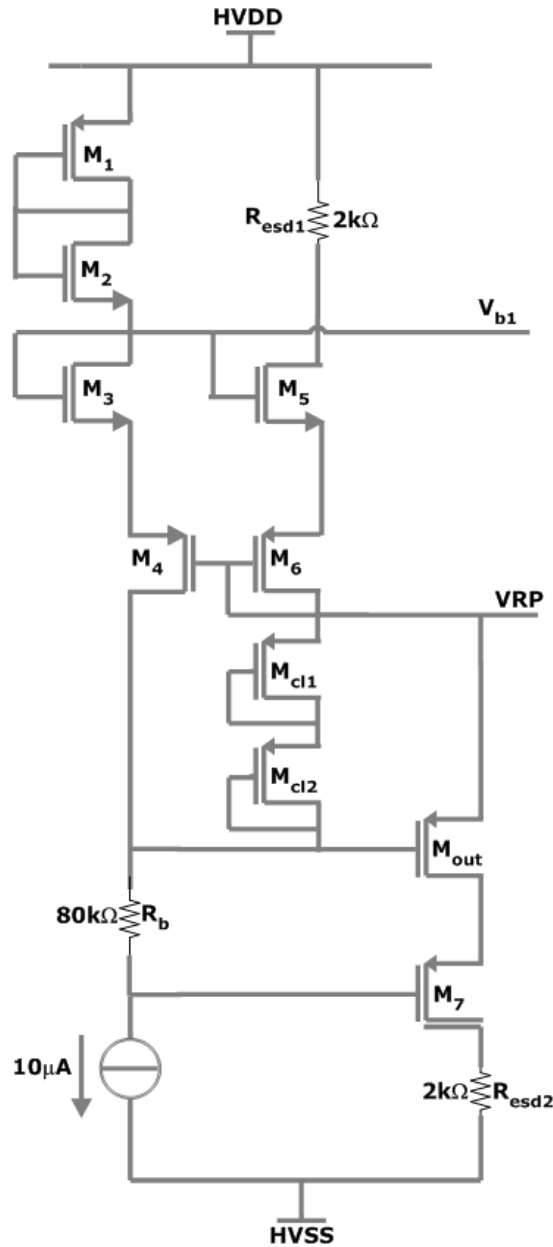 HVDD
M1
Resd1 2kΩ
M2
Vb1
M3
M5
M4
M6
VRP
Mcl1
Mcl2
Mout
80kΩ Rb
M7
10μA
2kΩ Resd2
HVSS